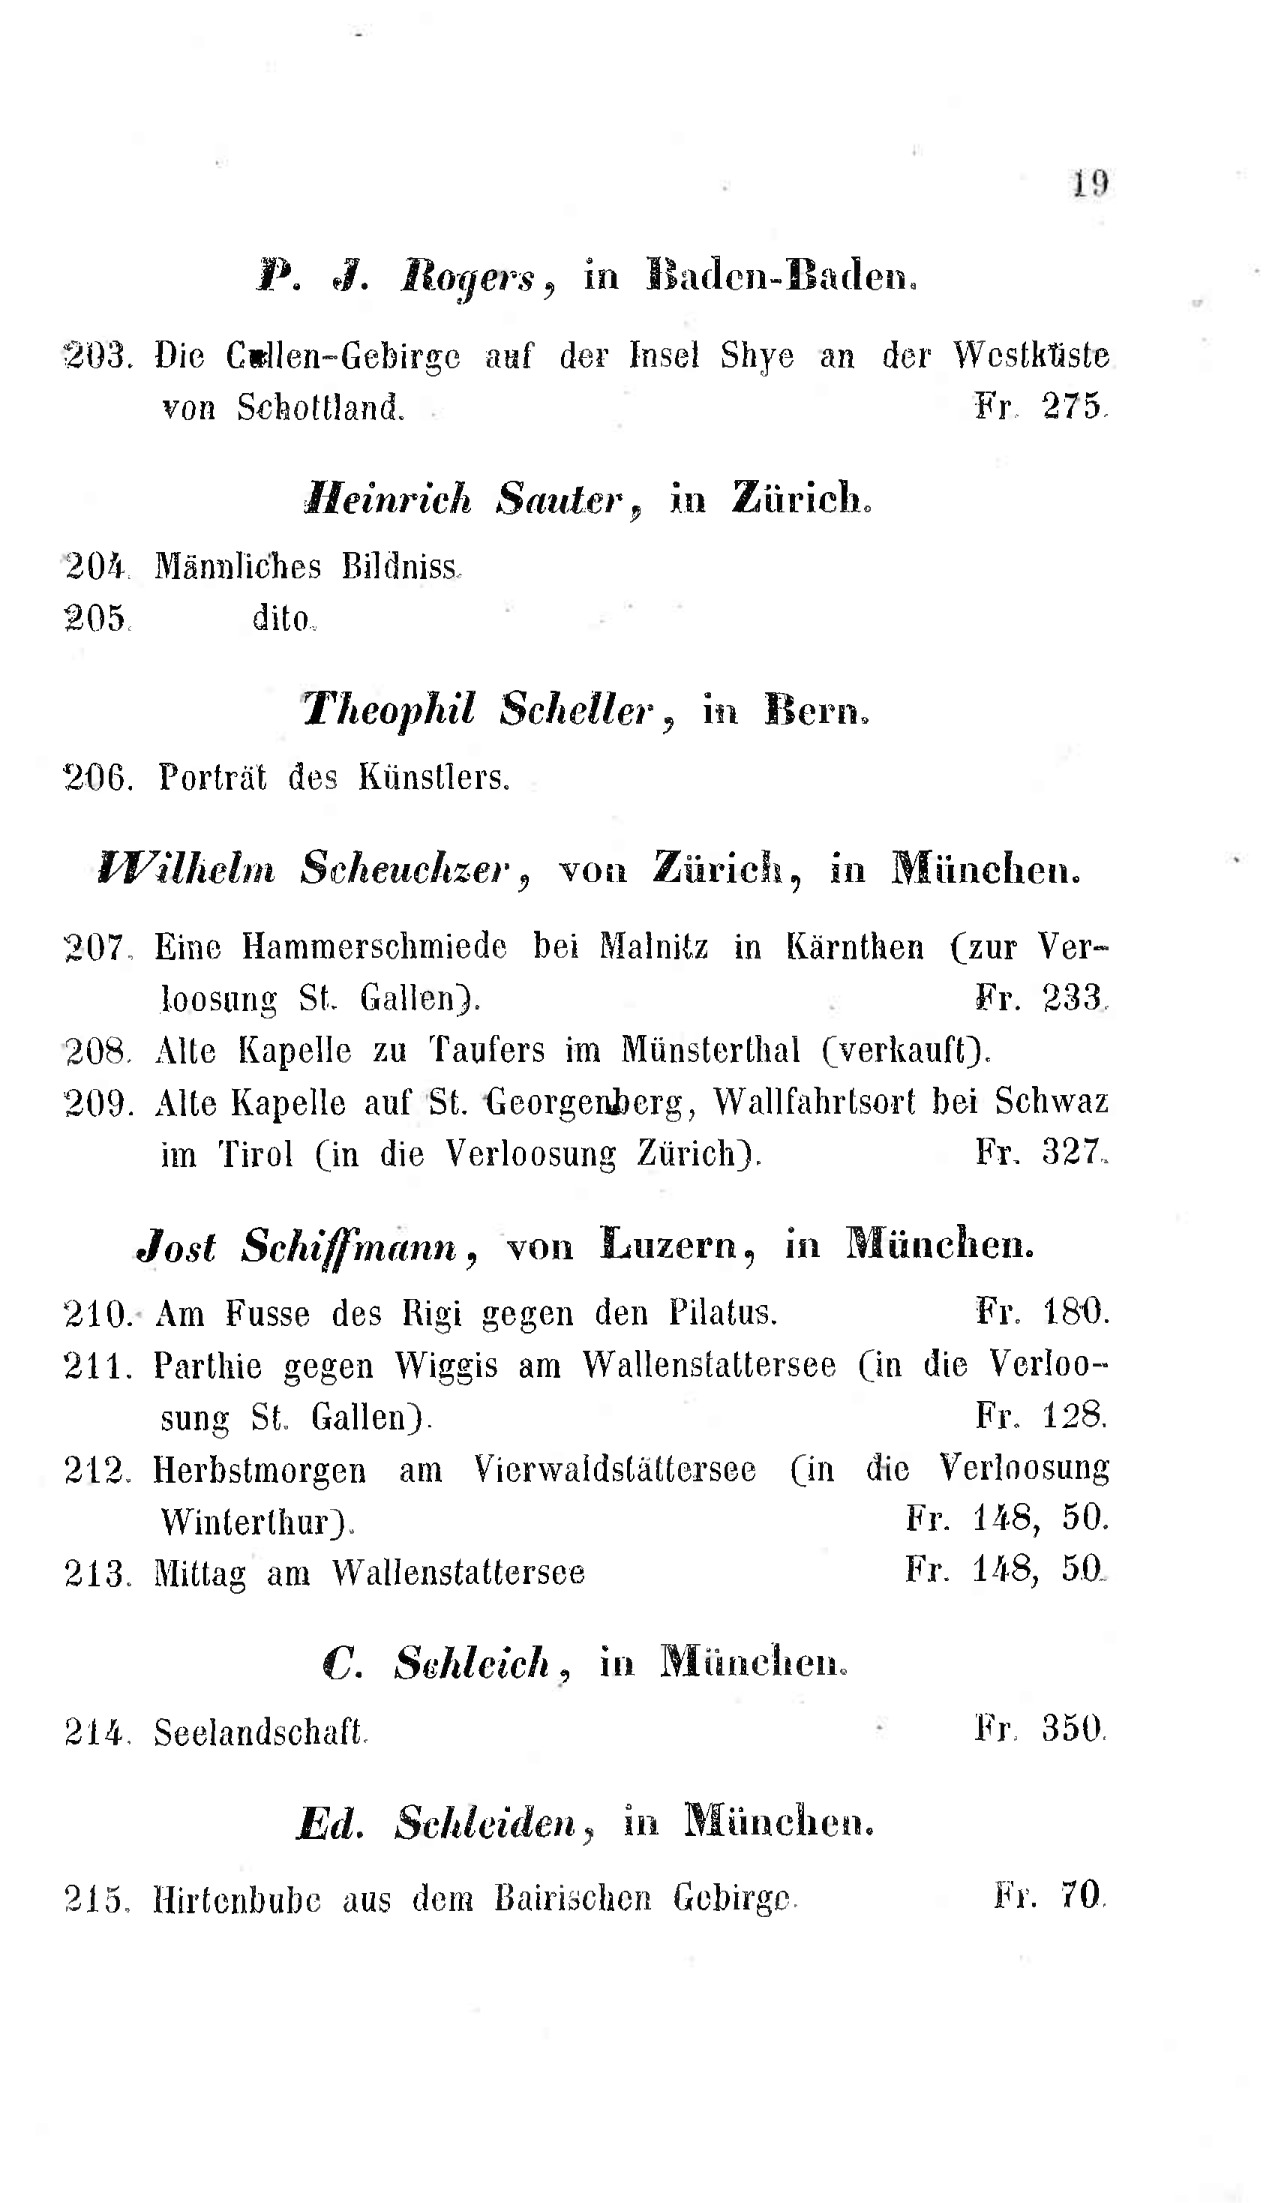 19
P. J. Rogers, in Baden-Baden.
203. Die Cullen-Gebirge auf der Insel Shye an der Westküste
von Schottland. Fr. 275.
Heinrich Sauter, in Zürich.
204. Männliches Bildniss.
205. dito.
Theophil Scheller, in Bern.
206. Porträt des Künstlers.
Wilhelm Scheuchzer, von Zürich, in München.
207. Eine Hammerschmiede bei Malnitz in Kärnthen (zur Ver-
loosung St. Gallen). Fr. 233.
208. Alte Kapelle zu Taufers im Münsterthal (verkauft).
209. Alte Kapelle auf St. Georgenberg, Wallfahrtsort bei Schwaz
im Tirol (in die Verloosung Zürich). Fr. 327.
Jost Schiffmann, von Luzern, in München.
210. Am Fusse des Rigi gegen den Pilatus. Fr. 180.
211. Parthie gegen Wiggis am Wallenstattersee (in die Verloo-
sung St. Gallen). Fr. 128.
212. Herbstmorgen am Vierwaldstättersee (in die Verloosung
Winterthur). Fr. 148, 50.
213. Mittag am Wallenstattersee Fr. 148, 50.
C. Schleich, in München.
214. Seelandschaft. Fr. 350.
Ed. Schleiden, in München.
215. Hirtenbube aus dem Bairischen Gebirge. Fr. 70.